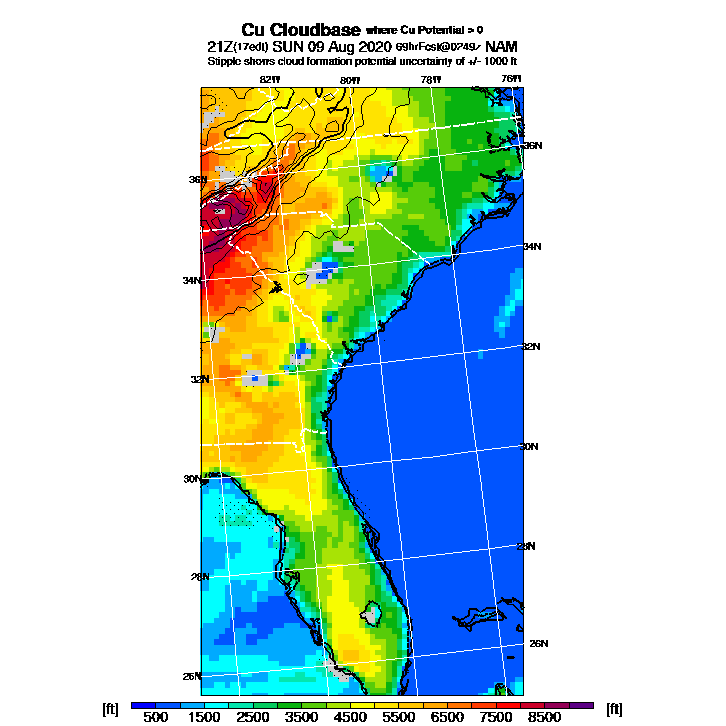 Cu Cloudbase where Cu Potential > 0
21Z(17edt) SUN 09 Aug 2020 69hrFcst@0249z NAM
Stipple shows cloud formation potential uncertainty of +/- 1000 ft
82W 80W 78W 76W
36N
36N
34N
34N
32N
32N
30N
30N
28N
28N
26N
26N
[ft] 500 1500 2500 3500 4500 5500 6500 7500 8500 [ft]